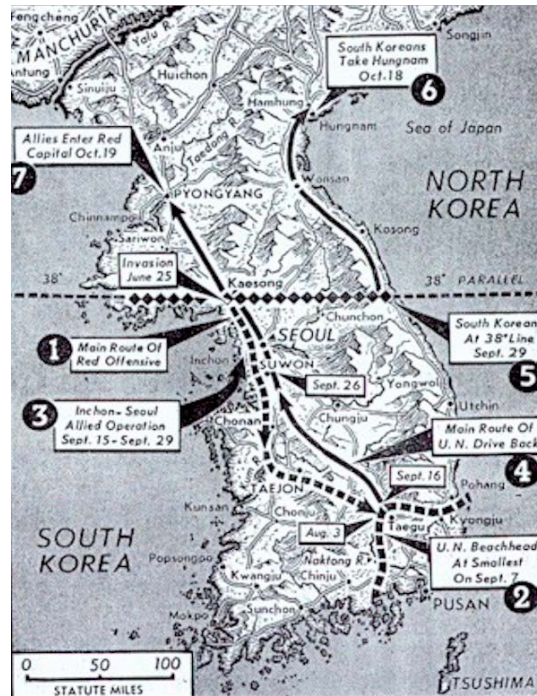 Fengcheng
MANCHURIA
Yalu R.
Songjin
Antung
Huichon
Sinuiju
South Koreans
Take Hungnam
Oct.18
6
Hamhung
Hungnam
Sea of Japan
Allies Enter Red
Capital Oct.19
7
Anju
Taedong R.
Wonsan
PYONGYANG
NORTH
KOREA
Chinnampo
Kosong
Sariwon
Invasion
June 25
Kaesong
38°
38° PARALLEL
Chunchon
South Koreans
At 38° Line
Sept. 29
5
1
Main Route Of
Red Offensive
SEOUL
Inchon
SUWON
Sept. 26
Yongwol
Utchin
3
Inchon-Seoul
Allied Operation
Sept. 15-Sept. 29
Chonan
Chungju
Main Route Of
U.N. Drive Back
4
Sept. 16
Pohang
TAEJON
Kunsan
Chonju
Aug. 3
Taegu
Kyongju
SOUTH
KOREA
Popsongpo
Naktong R.
U.N. Beachhead
At Smallest
On Sept. 7
2
Kwangju
Chinju
PUSAN
Sunchon
Mokpo
0 50 100
STATUTE MILES
TSUSHIMA